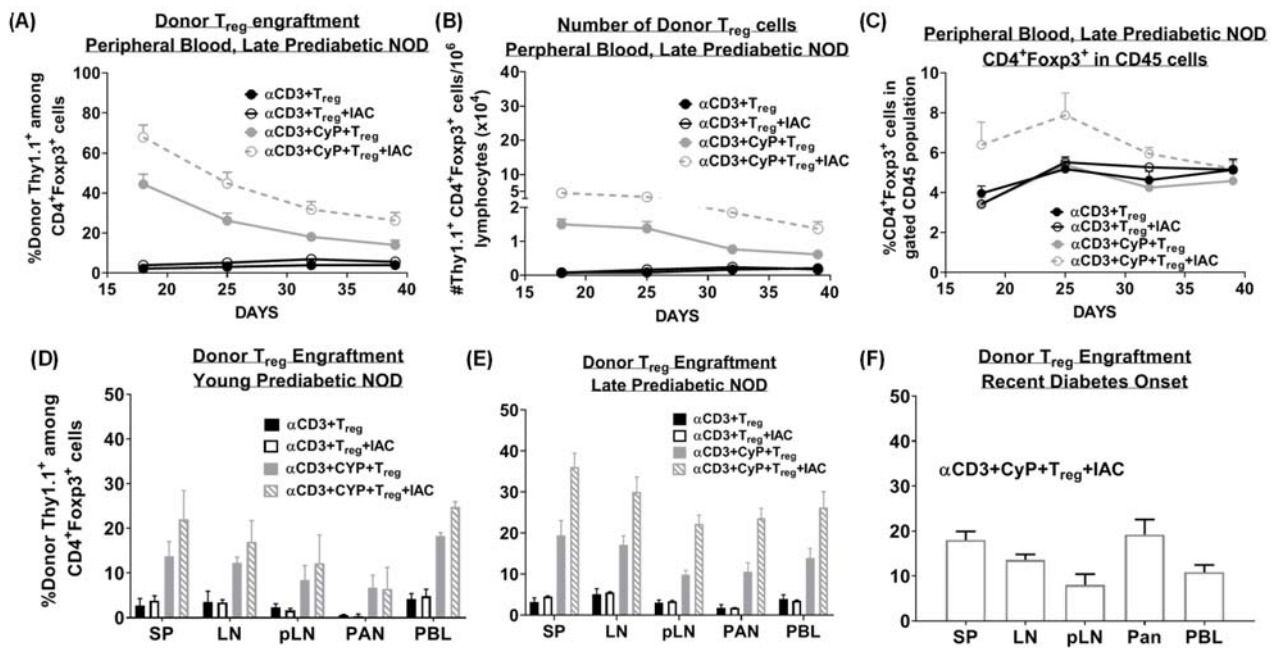 (A)
Donor Treg engraftment
Peripheral Blood, Late Prediabetic NOD
%Donor Thy1.1+ among
CD4+Foxp3+ cells
100
80
60
40
20
0
αCD3+Treg
αCD3+Treg+IAC
αCD3+CyP+Treg
αCD3+CyP+Treg+IAC
15 20 25 30 35 40
DAYS
(B)
Number of Donor Treg cells
Perpheral Blood, Late Prediabetic NOD
#Thy1.1+ CD4+Foxp3+ cells/10^6
lymphocytes (x10^4)
40
30
20
10
5
2
1
0
αCD3+Treg
αCD3+Treg+IAC
αCD3+CyP+Treg
αCD3+CyP+Treg+IAC
15 20 25 30 35 40
DAYS
(C)
Peripheral Blood, Late Prediabetic NOD
CD4+Foxp3+ in CD45 cells
%CD4+Foxp3+ cells in
gated CD45 population
10
8
6
4
2
0
αCD3+Treg
αCD3+Treg+IAC
αCD3+CyP+Treg
αCD3+CyP+Treg+IAC
15 20 25 30 35 40
DAYS
(D)
Donor Treg Engraftment
Young Prediabetic NOD
%Donor Thy1.1+ among
CD4+Foxp3+ cells
50
40
30
20
10
0
αCD3+Treg
αCD3+Treg+IAC
αCD3+CYP+Treg
αCD3+CYP+Treg+IAC
SP LN pLN PAN PBL
(E)
Donor Treg Engraftment
Late Prediabetic NOD
50
40
30
20
10
0
αCD3+Treg
αCD3+Treg+IAC
αCD3+CyP+Treg
αCD3+CyP+Treg+IAC
SP LN pLN PAN PBL
(F)
Donor Treg Engraftment
Recent Diabetes Onset
50
40
30
20
10
0
αCD3+CyP+Treg+IAC
SP LN pLN Pan PBL